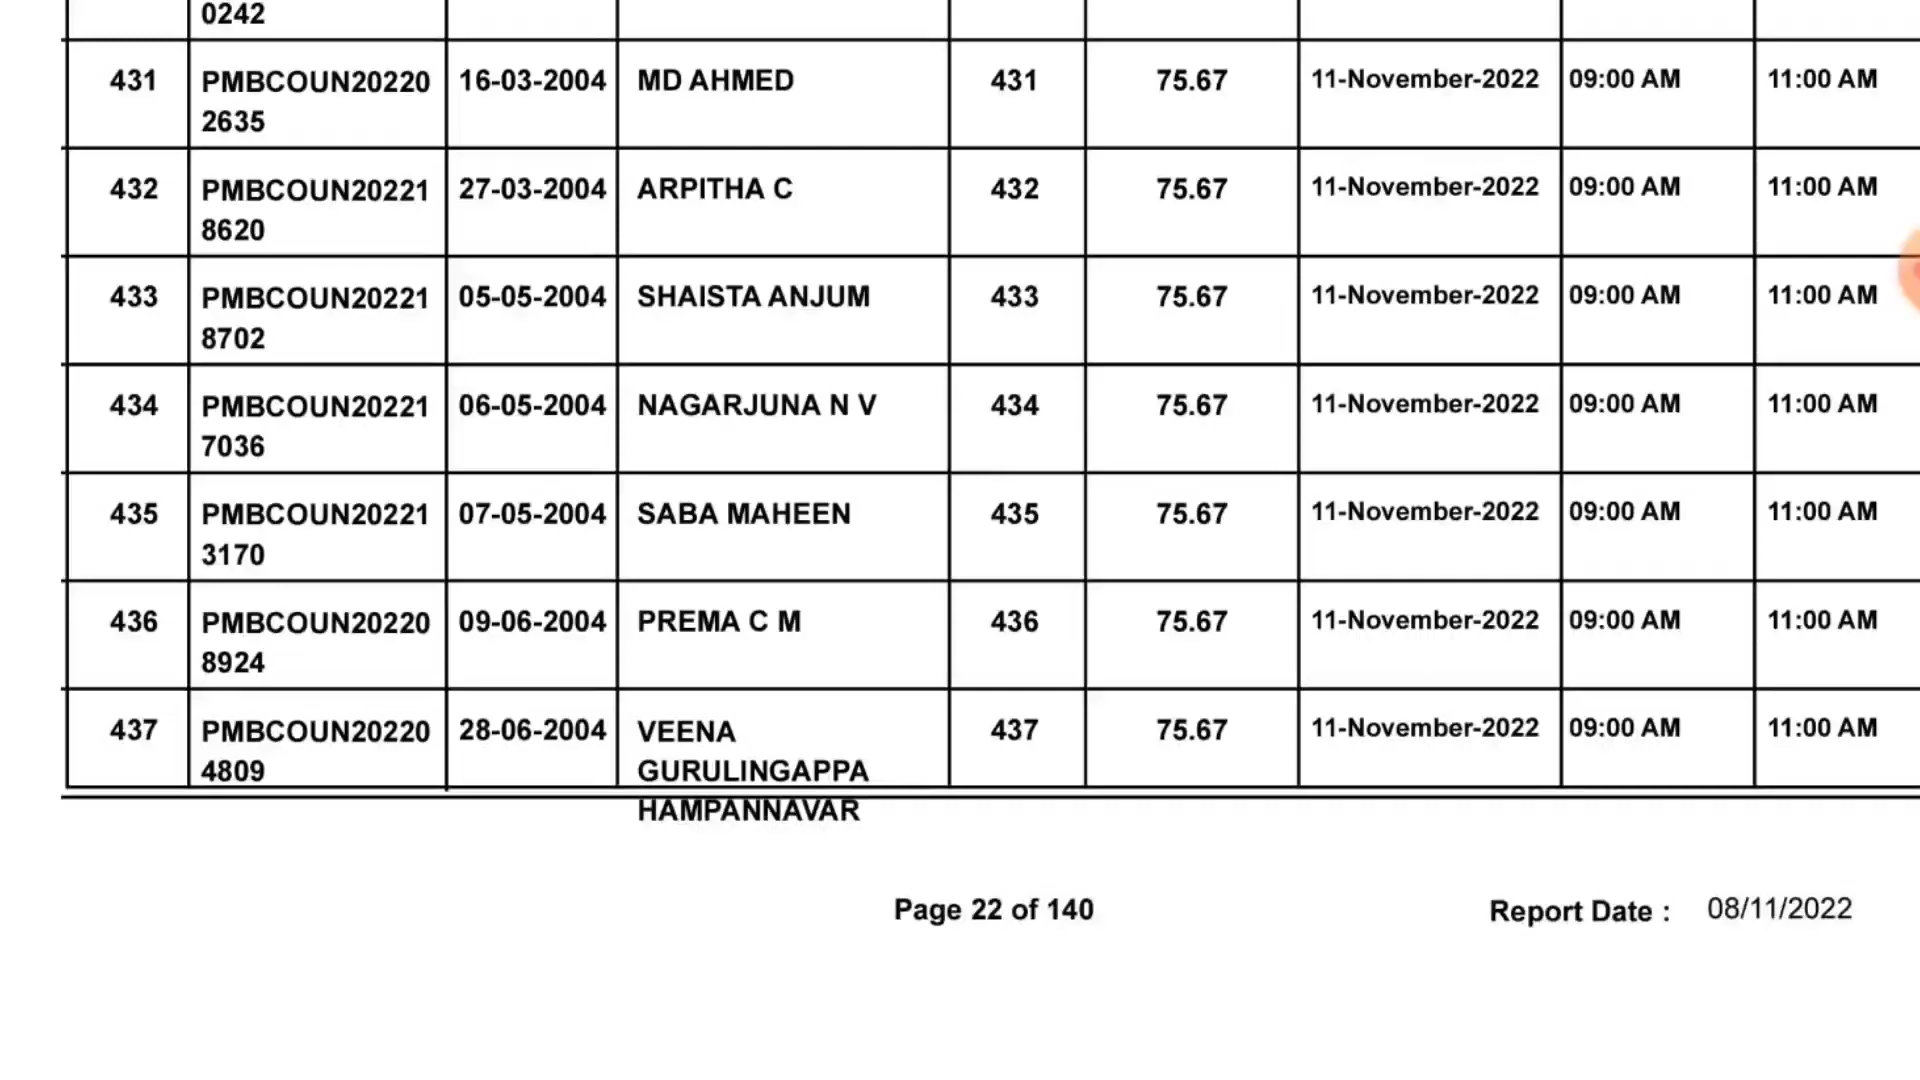 0242
431 PMBCOUN20220 16-03-2004 MD AHMED 431 75.67 11-November-2022 09:00 AM 11:00 AM
2635
432 PMBCOUN20221 27-03-2004 ARPITHA C 432 75.67 11-November-2022 09:00 AM 11:00 AM
8620
433 PMBCOUN20221 05-05-2004 SHAISTA ANJUM 433 75.67 11-November-2022 09:00 AM 11:00 AM
8702
434 PMBCOUN20221 06-05-2004 NAGARJUNA N V 434 75.67 11-November-2022 09:00 AM 11:00 AM
7036
435 PMBCOUN20221 07-05-2004 SABA MAHEEN 435 75.67 11-November-2022 09:00 AM 11:00 AM
3170
436 PMBCOUN20220 09-06-2004 PREMA C M 436 75.67 11-November-2022 09:00 AM 11:00 AM
8924
437 PMBCOUN20220 28-06-2004 VEENA 437 75.67 11-November-2022 09:00 AM 11:00 AM
4809 GURULINGAPPA
HAMPANNAVAR
Page 22 of 140 Report Date : 08/11/2022